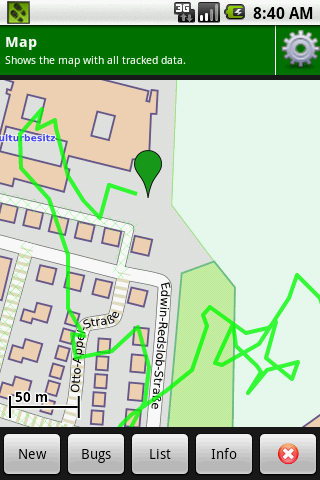 3G
8:40 AM
Map
Shows the map with all tracked data.
ulturbesitz
Edwin-Redslob-Straße
Otto-Appel-Straße
50 m
New
Bugs
List
Info